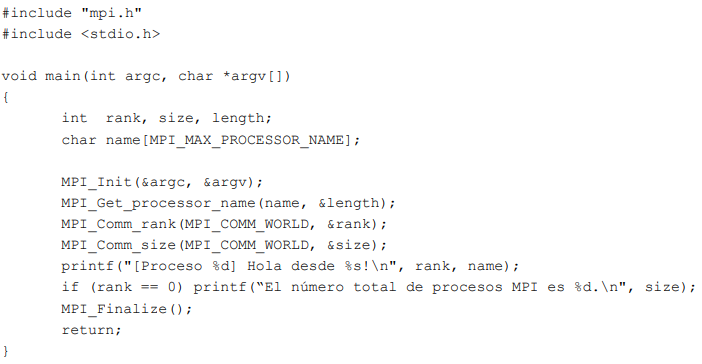 #include "mpi.h"
#include <stdio.h>
void main(int argc, char *argv[])
{
int rank, size, length;
char name[MPI_MAX_PROCESSOR_NAME];
MPI_Init(&argc, &argv);
MPI_Get_processor_name(name, &length);
MPI_Comm_rank(MPI_COMM_WORLD, &rank);
MPI_Comm_size(MPI_COMM_WORLD, &size);
printf("[Proceso %d] Hola desde %s!\n", rank, name);
if (rank == 0) printf(“El número total de procesos MPI es %d.\n", size);
MPI_Finalize();
return;
}